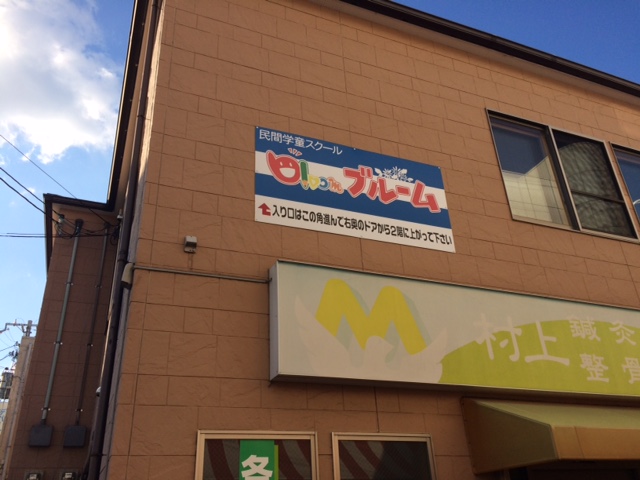 民間学童スクール
ブルーム
入り口はこの角進んで右奥のドアから2階に上がって下さい
M
村上鍼灸
整骨
各